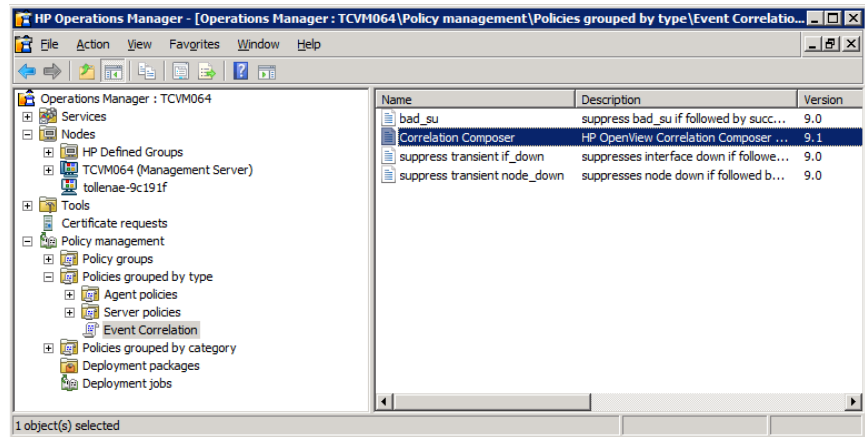 HP Operations Manager - [Operations Manager : TCVM064\Policy management\Policies grouped by type\Event Correlatio...
File Action View Favorites Window Help
Operations Manager : TCVM064
Services
Nodes
HP Defined Groups
TCVM064 (Management Server)
tollenae-9c191f
Tools
Certificate requests
Policy management
Policy groups
Policies grouped by type
Agent policies
Server policies
Event Correlation
Policies grouped by category
Deployment packages
Deployment jobs
Name Description Version
bad_su suppress bad_su if followed by succ... 9.0
Correlation Composer HP OpenView Correlation Composer ... 9.1
suppress transient if_down suppresses interface down if followe... 9.0
suppress transient node_down suppresses node down if followed b... 9.0
1 object(s) selected